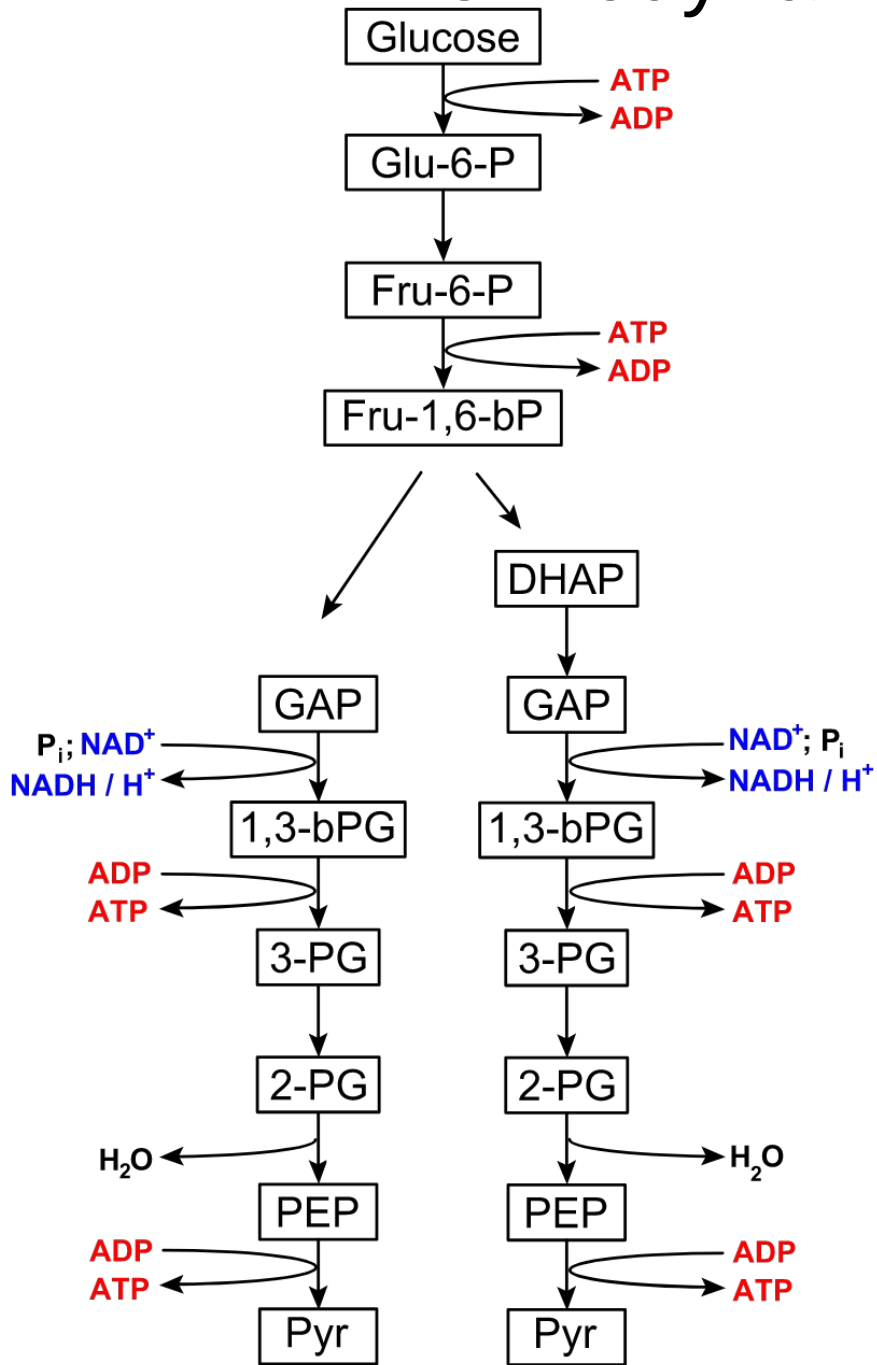 Glucose
ATP
ADP
Glu-6-P
Fru-6-P
ATP
ADP
Fru-1,6-bP
DHAP
GAP
GAP
Pᵢ; NAD⁺
NADH / H⁺
NAD⁺; Pᵢ
NADH / H⁺
1,3-bPG
1,3-bPG
ADP
ATP
ADP
ATP
3-PG
3-PG
2-PG
2-PG
H₂O
H₂O
PEP
PEP
ADP
ATP
ADP
ATP
Pyr
Pyr